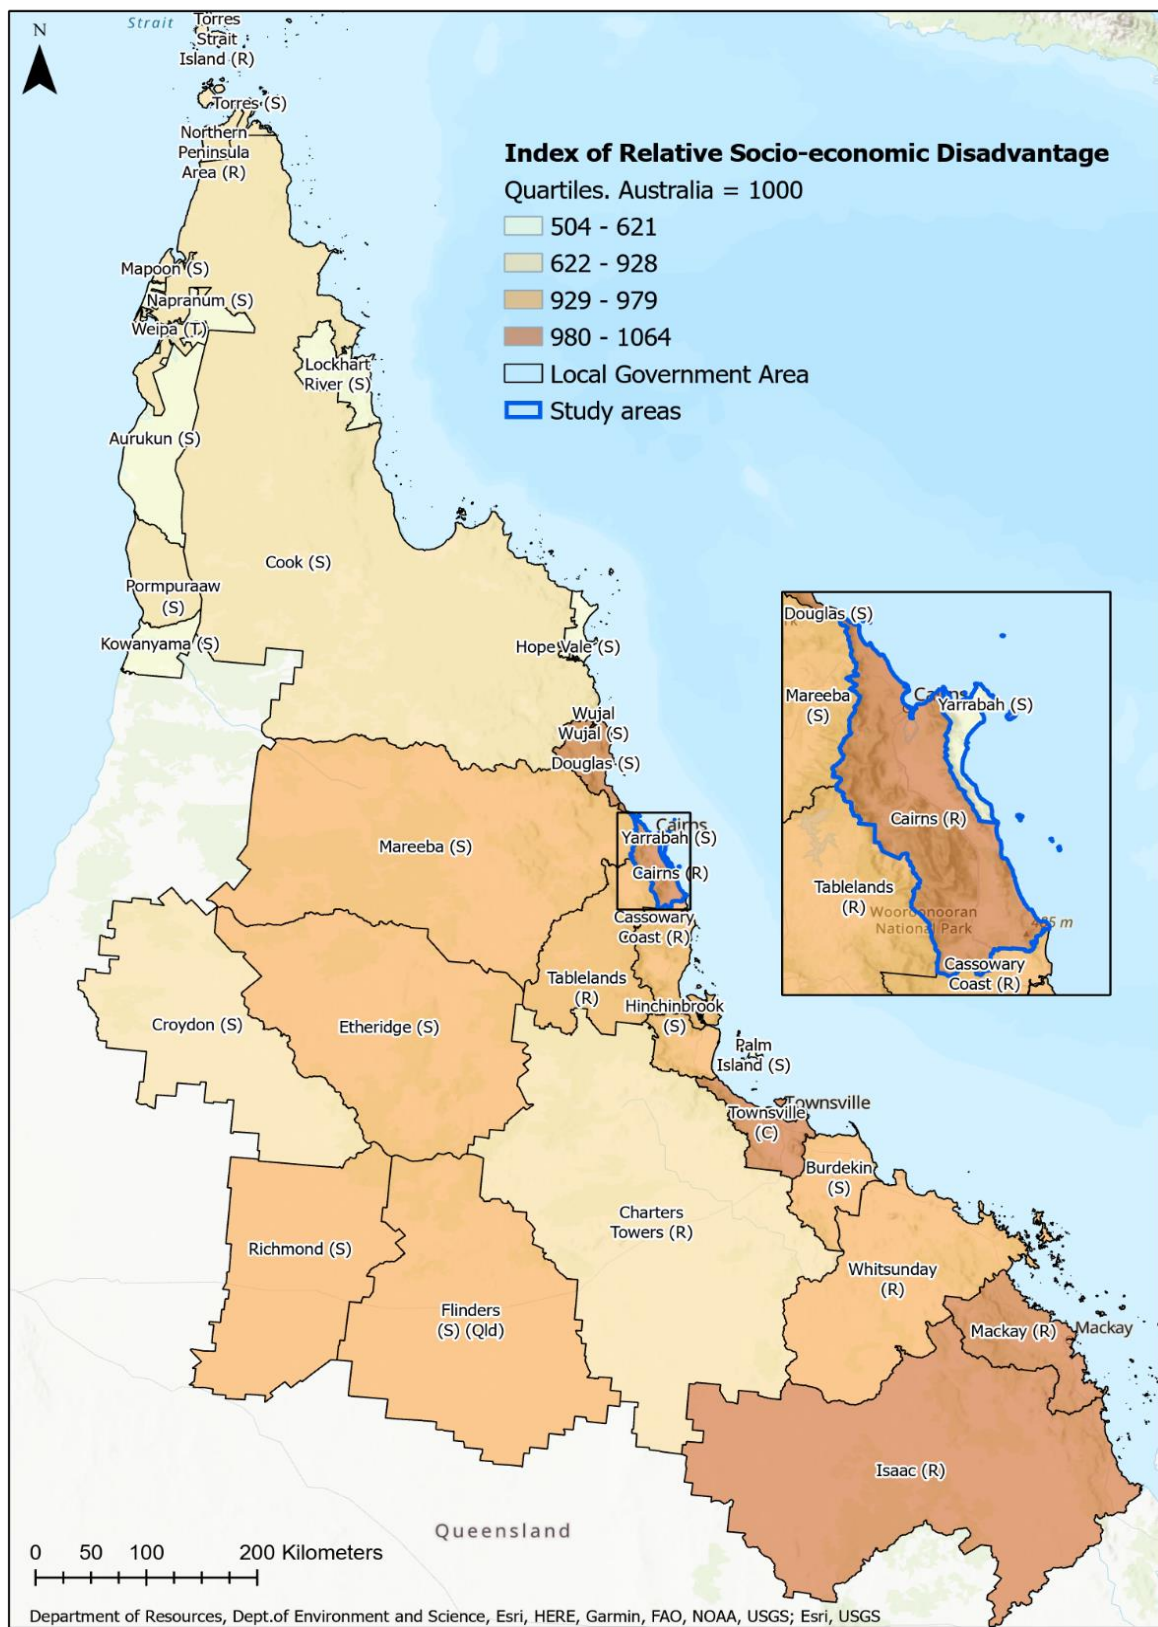 Strait
N
Torres
Strait
Island (R)
Torres (S)
Northern
Peninsula
Area (R)
Index of Relative Socio-economic Disadvantage
Quartiles. Australia = 1000
504 - 621
622 - 928
929 - 979
980 - 1064
Local Government Area
Study areas
Mapoon (S)
Napranum (S)
Weipa (T)
Lockhart
River (S)
Aurukun (S)
Cook (S)
Pormpuraaw
(S)
Kowanyama (S)
Hope Vale (S)
Wujal
Wujal (S)
Douglas (S)
Mareeba (S)
Cairns
Yarrabah (S)
Cairns (R)
Cassowary
Coast (R)
Tablelands
(R)
Hinchinbrook
(S)
Croydon (S)
Etheridge (S)
Palm
Island (S)
Townsville
Townsville
(C)
Burdekin
(S)
Charters
Towers (R)
Richmond (S)
Whitsunday
(R)
Flinders
(S) (Qld)
Mackay (R)
Mackay
Isaac (R)
Queensland
Douglas (S)
Mareeba
(S)
Cairns
Yarrabah (S)
Cairns (R)
Tablelands
(R)
Wooroonooran
National Park
Cassowary
Coast (R)
0 50 100 200 Kilometers
Department of Resources, Dept.of Environment and Science, Esri, HERE, Garmin, FAO, NOAA, USGS; Esri, USGS